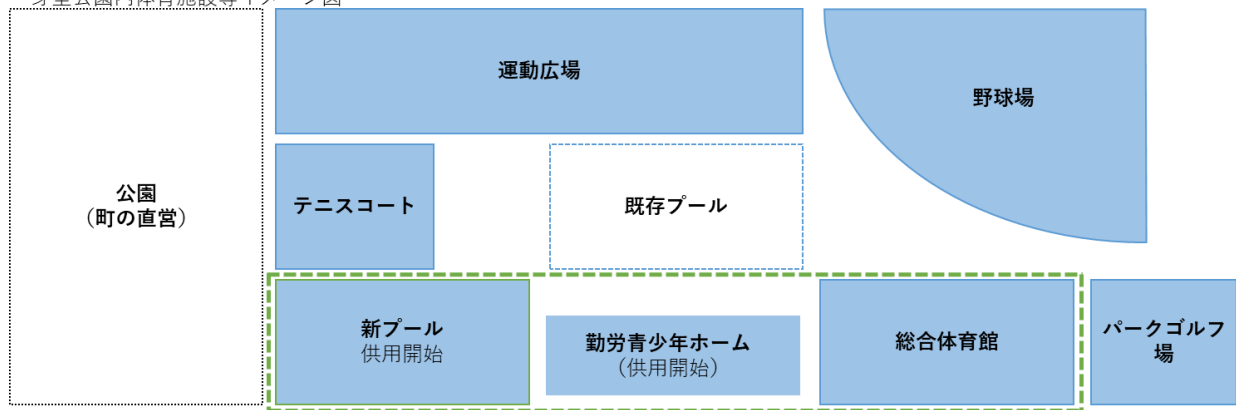 運動広場
野球場
公園
(町の直営)
テニスコート
既存プール
新プール
供用開始
勤労青少年ホーム
(供用開始)
総合体育館
パークゴルフ
場